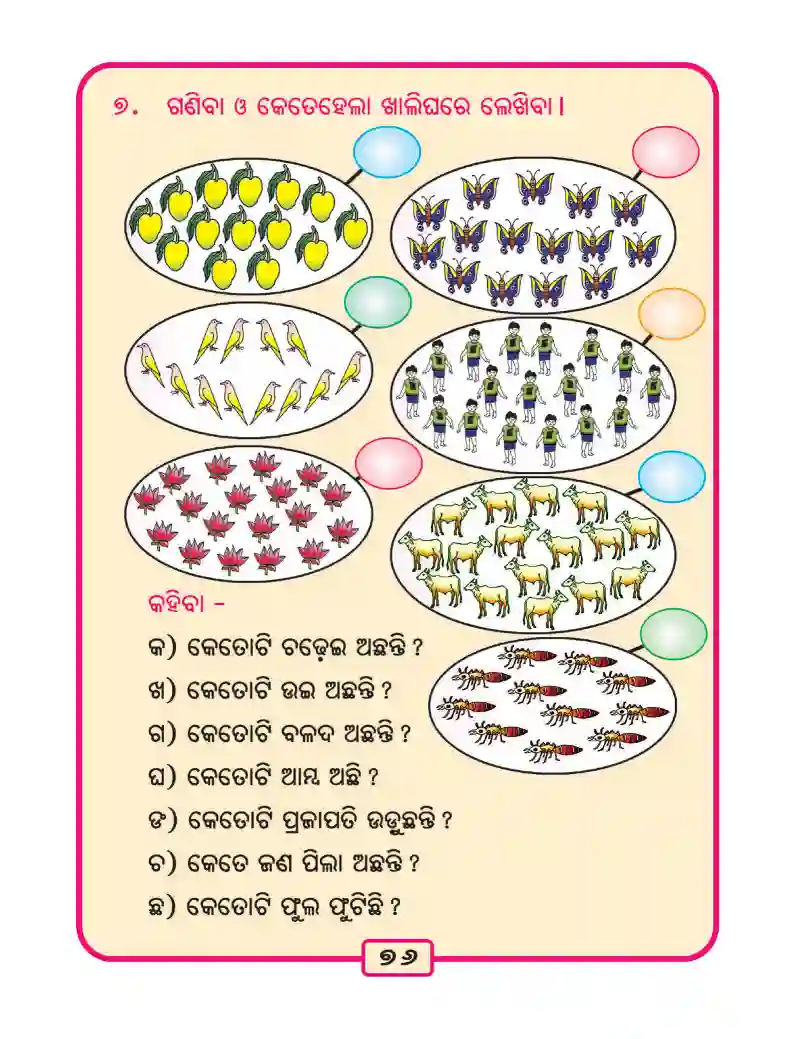 ୭. ଗଣିବା ଓ କେତେହେଲା ଖାଲିଘରେ ଲେଖିବା।
କହିବା -
କ) କେତୋଟି ଚଢ଼େଇ ଅଛନ୍ତି ?
ଖ) କେତୋଟି ଉଇ ଅଛନ୍ତି ?
ଗ) କେତୋଟି ବଳଦ ଅଛନ୍ତି ?
ଘ) କେତୋଟି ଆମ୍ବ ଅଛି ?
ଙ) କେତୋଟି ପ୍ରଜାପତି ଉଡ଼ୁଛନ୍ତି ?
ଚ) କେତେ ଜଣ ପିଲା ଅଛନ୍ତି ?
ଛ) କେତୋଟି ଫୁଲ ଫୁଟିଛି ?
୭୬